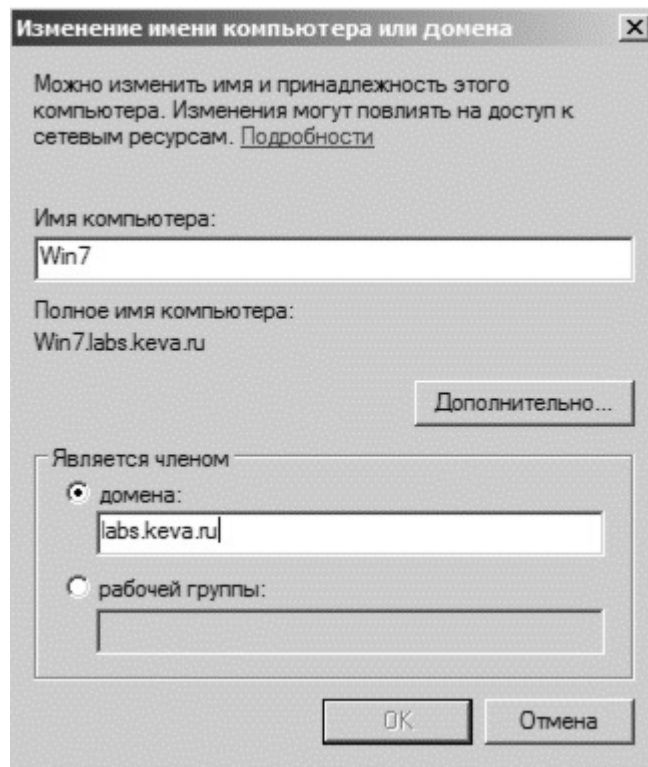 Изменение имени компьютера или домена
Можно изменить имя и принадлежность этого
компьютера. Изменения могут повлиять на доступ к
сетевым ресурсам. Подробности
Имя компьютера:
Win7
Полное имя компьютера:
Win7.labs.keva.ru
Дополнительно...
Является членом
домена:
labs.keva.ru
рабочей группы:
OK
Отмена